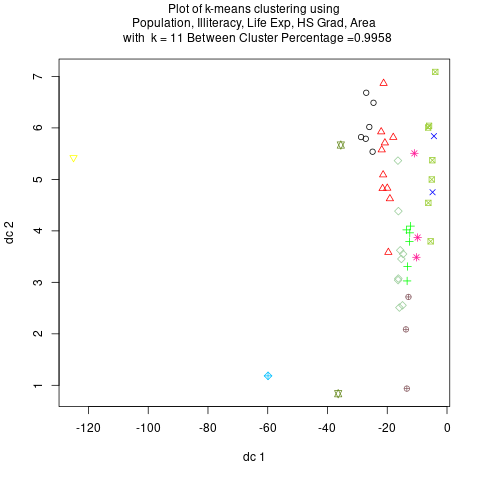 Plot of k-means clustering using
Population, Illiteracy, Life Exp, HS Grad, Area
with k = 11 Between Cluster Percentage =0.9958
7
6
5
4
3
2
1
dc 2
-120 -100 -80 -60 -40 -20 0
dc 1